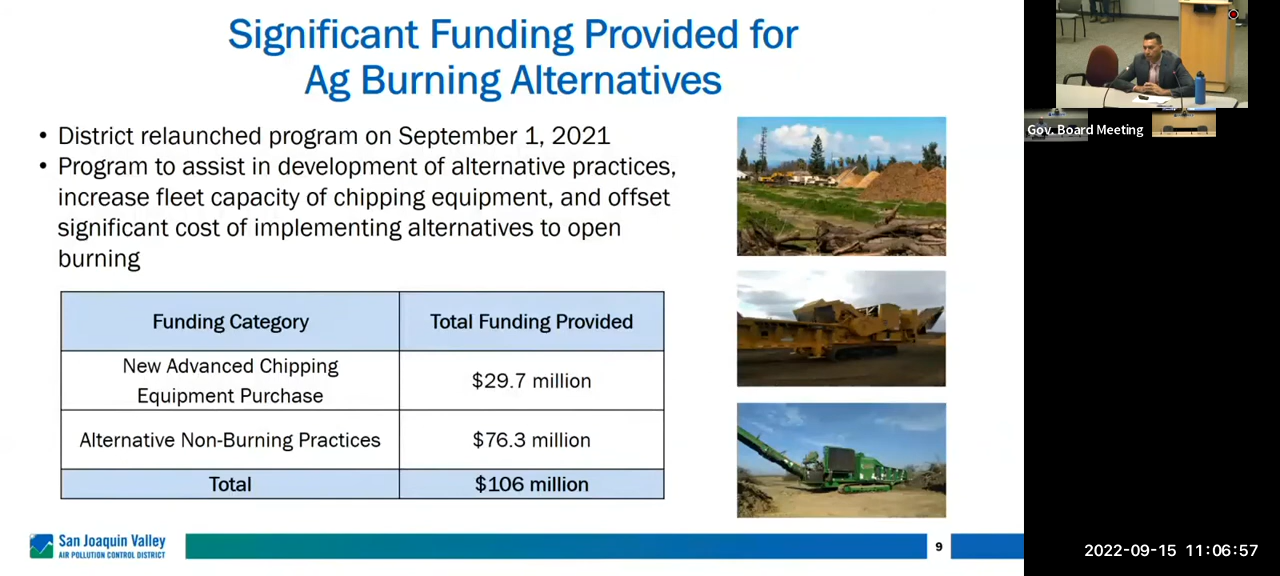 Significant Funding Provided for
Ag Burning Alternatives
• District relaunched program on September 1, 2021
• Program to assist in development of alternative practices,
increase fleet capacity of chipping equipment, and offset
significant cost of implementing alternatives to open
burning
Funding Category Total Funding Provided
New Advanced Chipping
Equipment Purchase $29.7 million
Alternative Non-Burning Practices $76.3 million
Total $106 million
San Joaquin Valley
AIR POLLUTION CONTROL DISTRICT
9
Gov. Board Meeting
2022-09-15 11:06:57